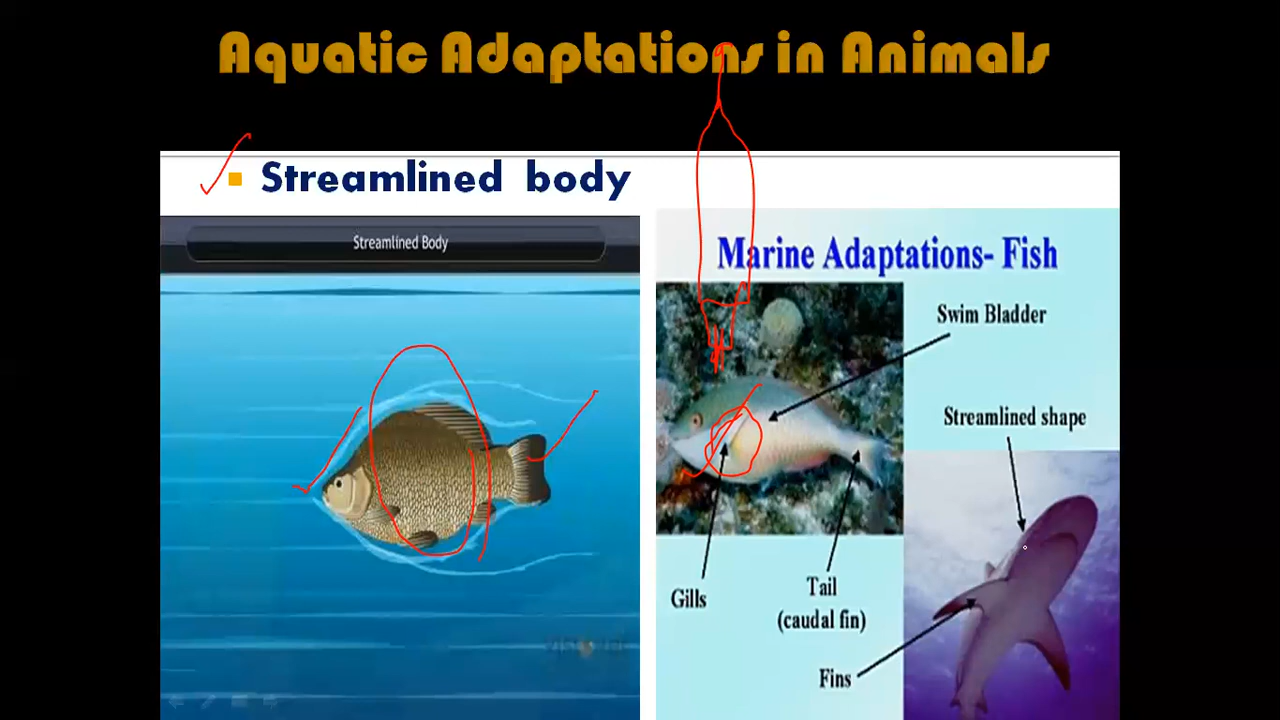 Aquatic Adaptations in Animals
Streamlined body
Streamlined Body
Marine Adaptations- Fish
Swim Bladder
Streamlined shape
Gills
Tail
(caudal fin)
Fins